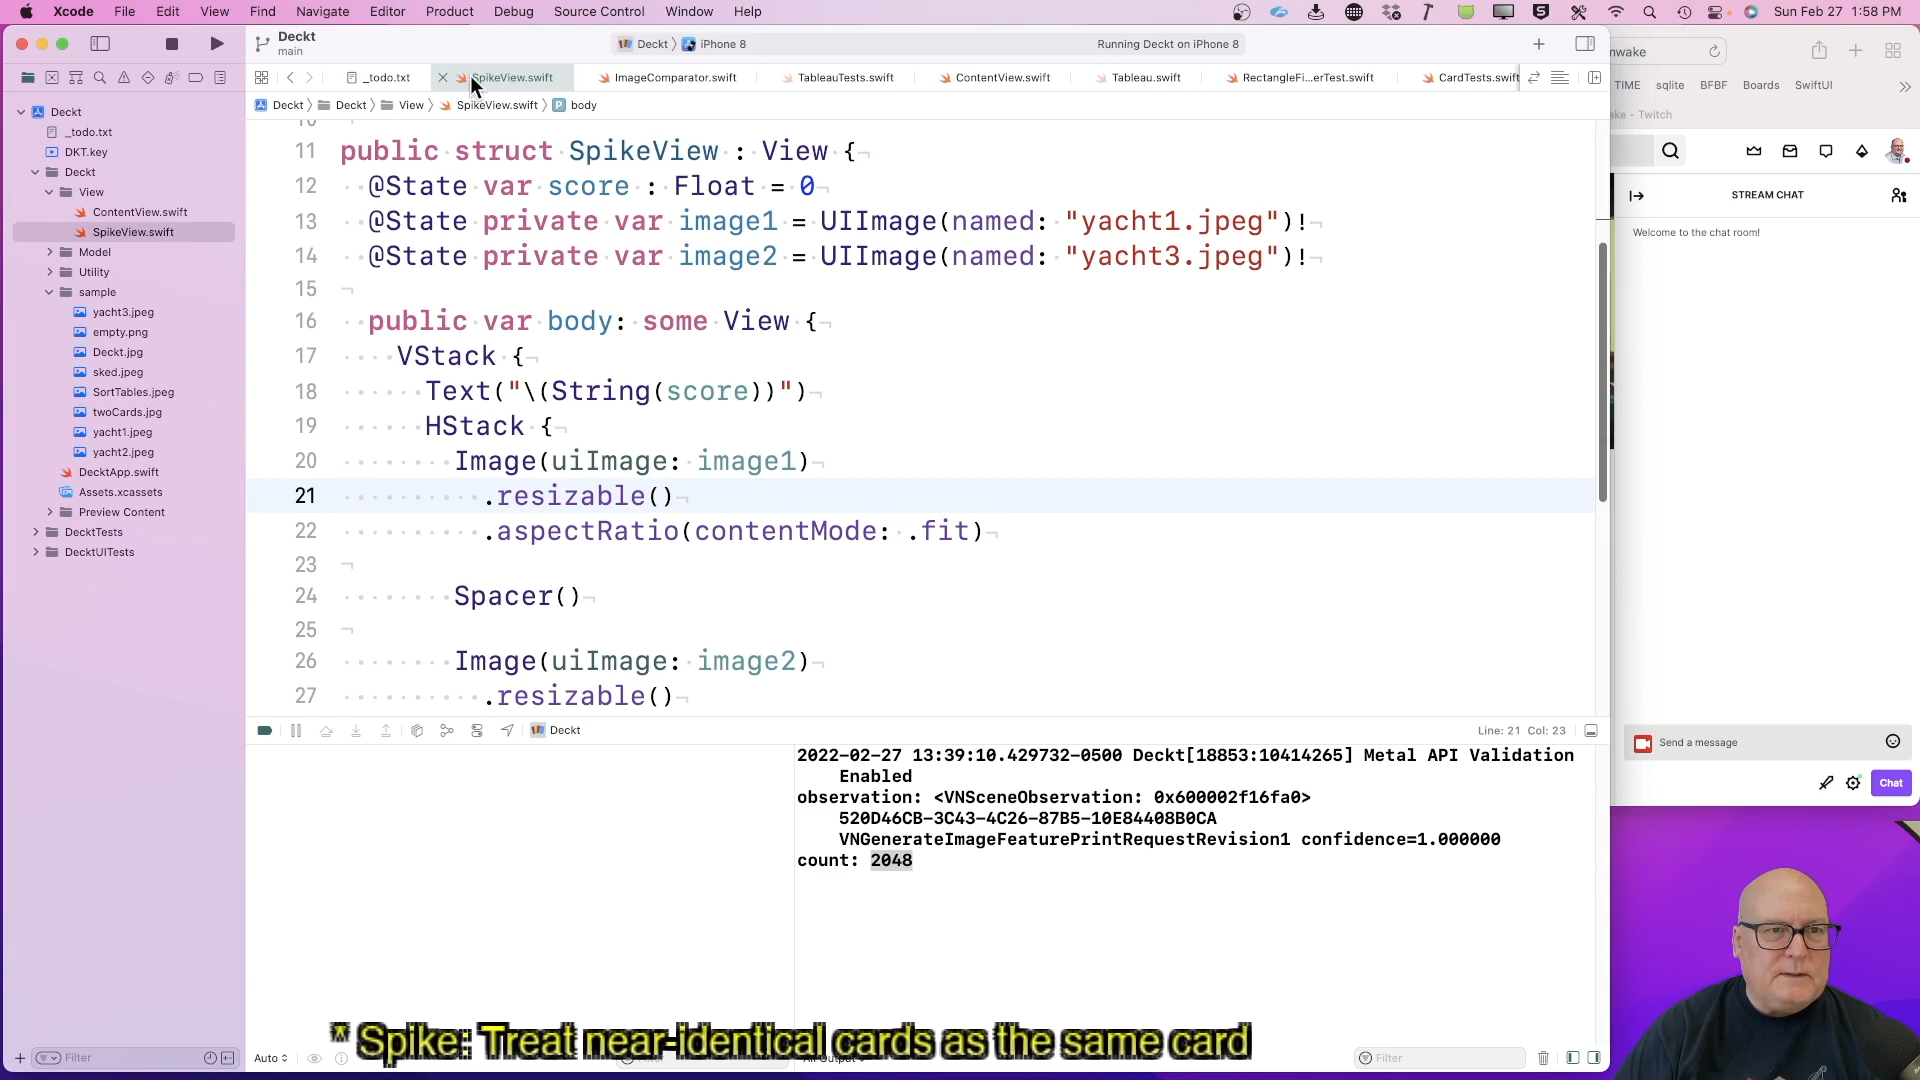 Xcode File Edit View Find Navigate Editor Product Debug Source Control Window Help
Sun Feb 27 1:58 PM
Deckt
main
Deckt iPhone 8
Running Deckt on iPhone 8
_todo.txt SpikeView.swift ImageComparator.swift TableauTests.swift ContentView.swift Tableau.swift RectangleFi...erTest.swift CardTests.swift
Deckt Deckt View SpikeView.swift P body
Deckt
_todo.txt
DKT.key
Deckt
View
ContentView.swift
SpikeView.swift
Model
Utility
sample
yacht3.jpeg
empty.png
Deckt.jpg
sked.jpeg
SortTables.jpeg
twoCards.jpg
yacht1.jpeg
yacht2.jpeg
DecktApp.swift
Assets.xcassets
Preview Content
DecktTests
DecktUITests
Filter
11 public struct SpikeView : View {
12 @State var score : Float = 0
13 @State private var image1 = UIImage(named: "yacht1.jpeg")!
14 @State private var image2 = UIImage(named: "yacht3.jpeg")!
15
16 public var body: some View {
17 VStack {
18 Text("\(String(score))")
19 HStack {
20 Image(uiImage: image1)
21 .resizable()
22 .aspectRatio(contentMode: .fit)
23
24 Spacer()
25
26 Image(uiImage: image2)
27 .resizable()
Deckt
Line: 21 Col: 23
2022-02-27 13:39:10.429732-0500 Deckt[18853:10414265] Metal API Validation
Enabled
observation: <VNSceneObservation: 0x600002f16fa0>
520D46CB-3C43-4C26-87B5-10E84408B0CA
VNGenerateImageFeaturePrintRequestRevision1 confidence=1.000000
count: 2048
Auto
Filter
* Spike: Treat near-identical cards as the same card
nwake
TIME sqlite BFBF Boards SwiftUI
ake - Twitch
STREAM CHAT
Welcome to the chat room!
Send a message
Chat